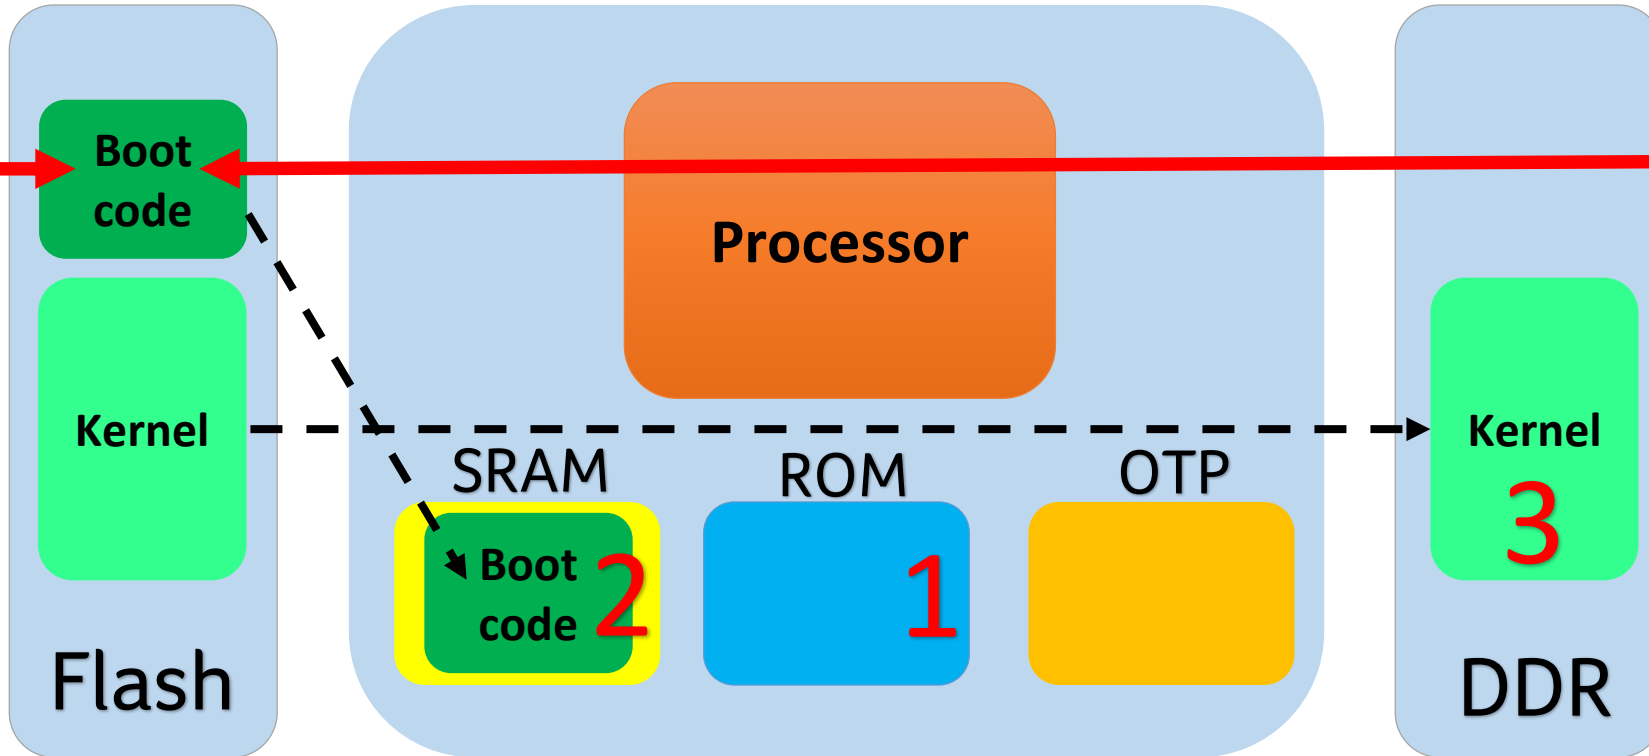 Boot
code
Processor
Kernel
Kernel
3
SRAM
ROM
OTP
Boot
code
2
1
Flash
DDR